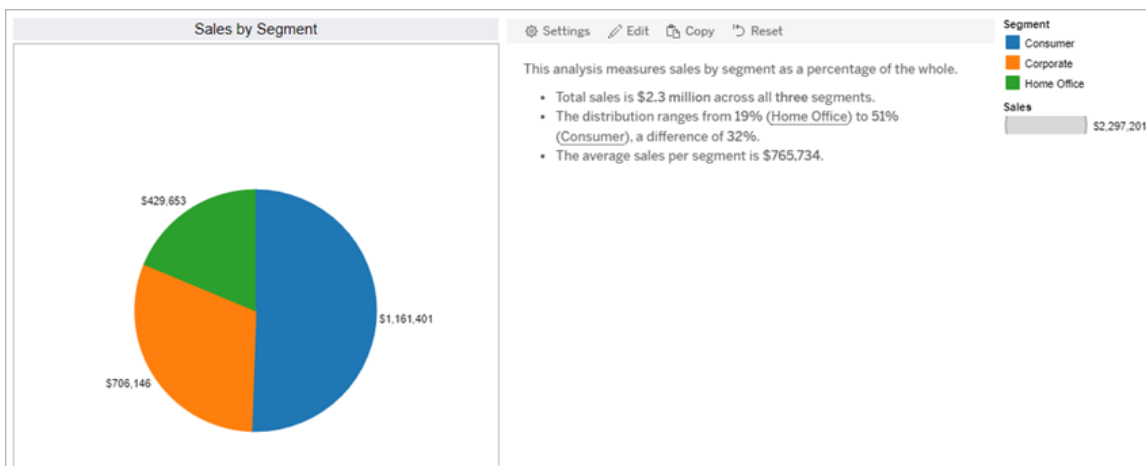 Sales by Segment
$429,653
$1,161,401
$706,146
Settings Edit Copy Reset
This analysis measures sales by segment as a percentage of the whole.
• Total sales is $2.3 million across all three segments.
• The distribution ranges from 19% (Home Office) to 51%
(Consumer), a difference of 32%.
• The average sales per segment is $765,734.
Segment
Consumer
Corporate
Home Office
Sales
$2,297,201